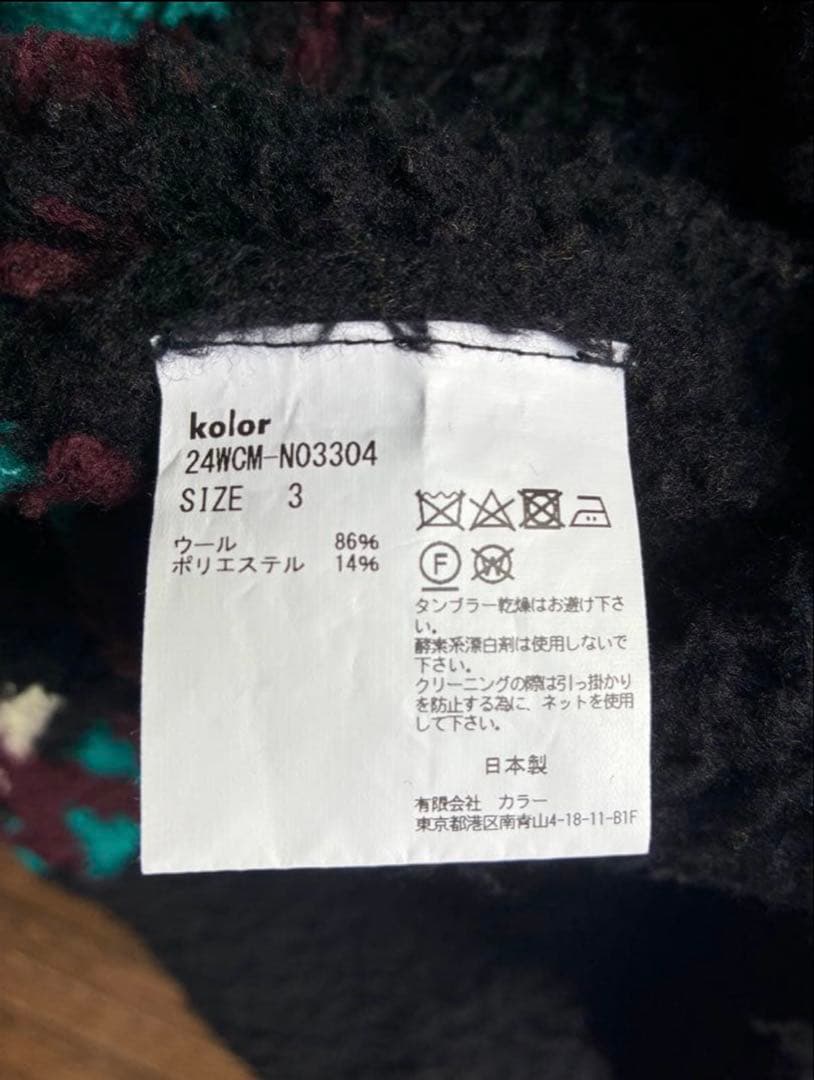 kolor
24WCM-N03304
SIZE 3
ウール 86%
ポリエステル 14%
F W
タンブラー乾燥はお避け下さ
い。
酵素系漂白剤は使用しないで
下さい。
クリーニングの際は引っ掛かり
を防止する為に、ネットを使用
して下さい。
日本製
有限会社 カラー
東京都港区南青山4-18-11-B1F